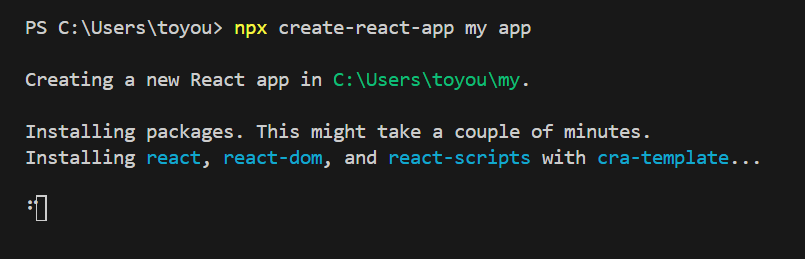 PS C:\Users\toyou> npx create-react-app my app
Creating a new React app in C:\Users\toyou\my.
Installing packages. This might take a couple of minutes.
Installing react, react-dom, and react-scripts with cra-template...